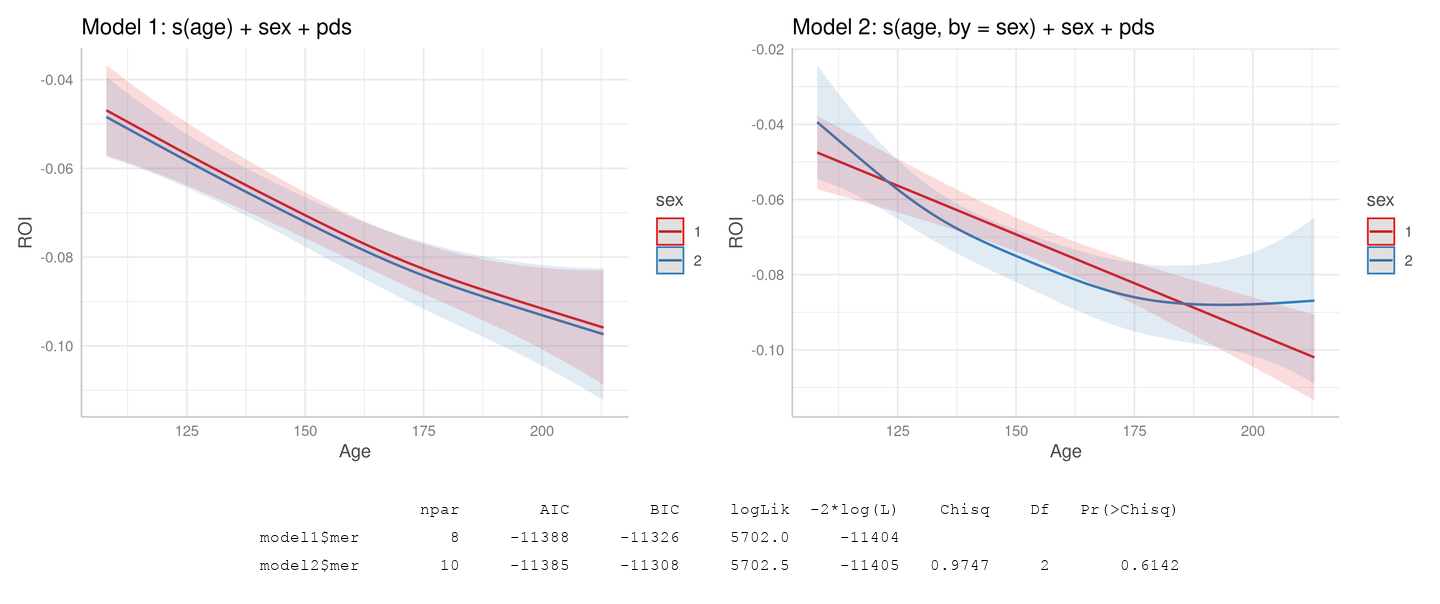 Model 1: s(age) + sex + pds
-0.04
-0.06
-0.08
-0.10
ROI
125 150 175 200
Age
sex
1
2
Model 2: s(age, by = sex) + sex + pds
-0.02
-0.04
-0.06
-0.08
-0.10
ROI
125 150 175 200
Age
sex
1
2
npar AIC BIC logLik -2*log(L) Chisq Df Pr(>Chisq)
model1$mer 8 -11388 -11326 5702.0 -11404
model2$mer 10 -11385 -11308 5702.5 -11405 0.9747 2 0.6142